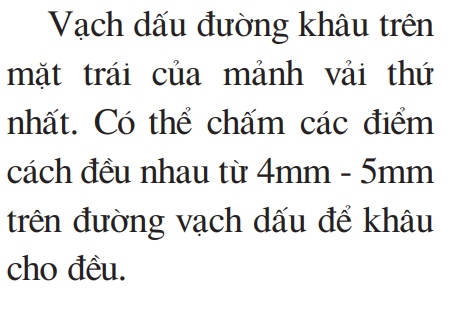 Vạch dấu đường khâu trên
mặt trái của mảnh vải thứ
nhất. Có thể chấm các điểm
cách đều nhau từ 4mm - 5mm
trên đường vạch dấu để khâu
cho đều.